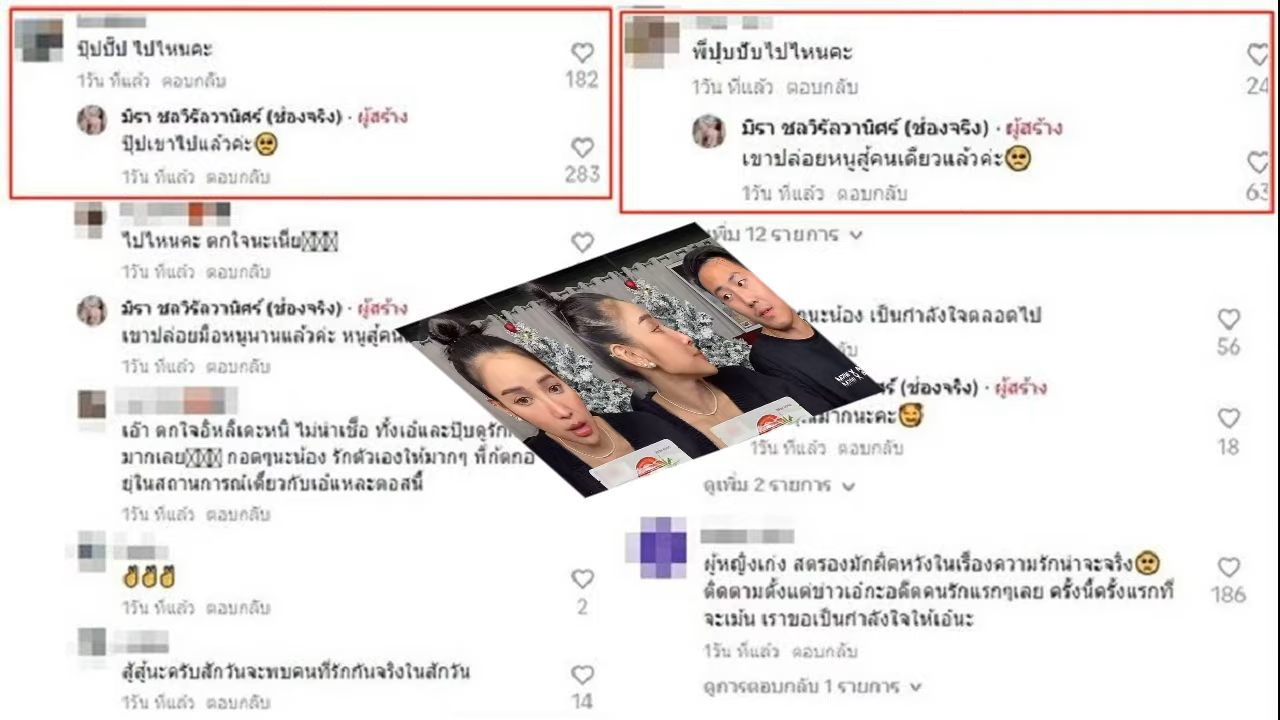 ปุ๊ปปั๊ป ไปไหนคะ
1วัน ที่แล้ว ตอบกลับ
182
มิรา ชลวิรัลวานิศร์ (ช่องจริง) · ผู้สร้าง
ปุ๊ปเขาไปแล้วค่ะ🥺
1วัน ที่แล้ว ตอบกลับ
283
ไปไหนคะ ตกใจนะเนี่ย
1วัน ที่แล้ว ตอบกลับ
มิรา ชลวิรัลวานิศร์ (ช่องจริง) · ผู้สร้าง
เขาปล่อยมือหนูนานแล้วค่ะ หนูสู้คน
1วัน ที่แล้ว ตอบกลับ
เอ๋า ตกใจอิหลีเดะหนิ ไม่น่าเชื่อ ทั้งเอ๋และปุ๊บดูรัก
มากเลย กอดๆนะน้อง รักตัวเองให้มากๆ พี่กัดกอ
ยุ่ในสถานการณ์เดี๋ยวกับเอ๋แหละตอสนี้
1วัน ที่แล้ว ตอบกลับ
✌️✌️✌️
1วัน ที่แล้ว ตอบกลับ
2
สู้สู้นะครับสักวันจะพบคนที่รักกันจริงในสักวัน
1วัน ที่แล้ว ตอบกลับ
14
พี่ปุ๊บปั๊บไปไหนคะ
1วัน ที่แล้ว ตอบกลับ
24
มิรา ชลวิรัลวานิศร์ (ช่องจริง) · ผู้สร้าง
เขาปล่อยหนูสู้คนเดียวแล้วค่ะ🥺
1วัน ที่แล้ว ตอบกลับ
63
เพิ่ม 12 รายการ
นะน้อง เป็นกำลังใจตลอดไป
56
ศร์ (ช่องจริง) · ผู้สร้าง
มากนะคะ🥰
1วัน ที่แล้ว ตอบกลับ
18
ดูเพิ่ม 2 รายการ
ผู้หญิงเก่ง สตรองมักผิดหวังในเรื่องความรักน่าจะจริง🥺
ติดตามตั้งแต่ข่าวเอ๋กะอดีตคนรักแรกๆเลย ครั้งนี้ครั้งแรกที่
จะเม้น เราขอเป็นกำลังใจให้เอ๋นะ
186
1วัน ที่แล้ว ตอบกลับ
ดูการตอบกลับ 1 รายการ